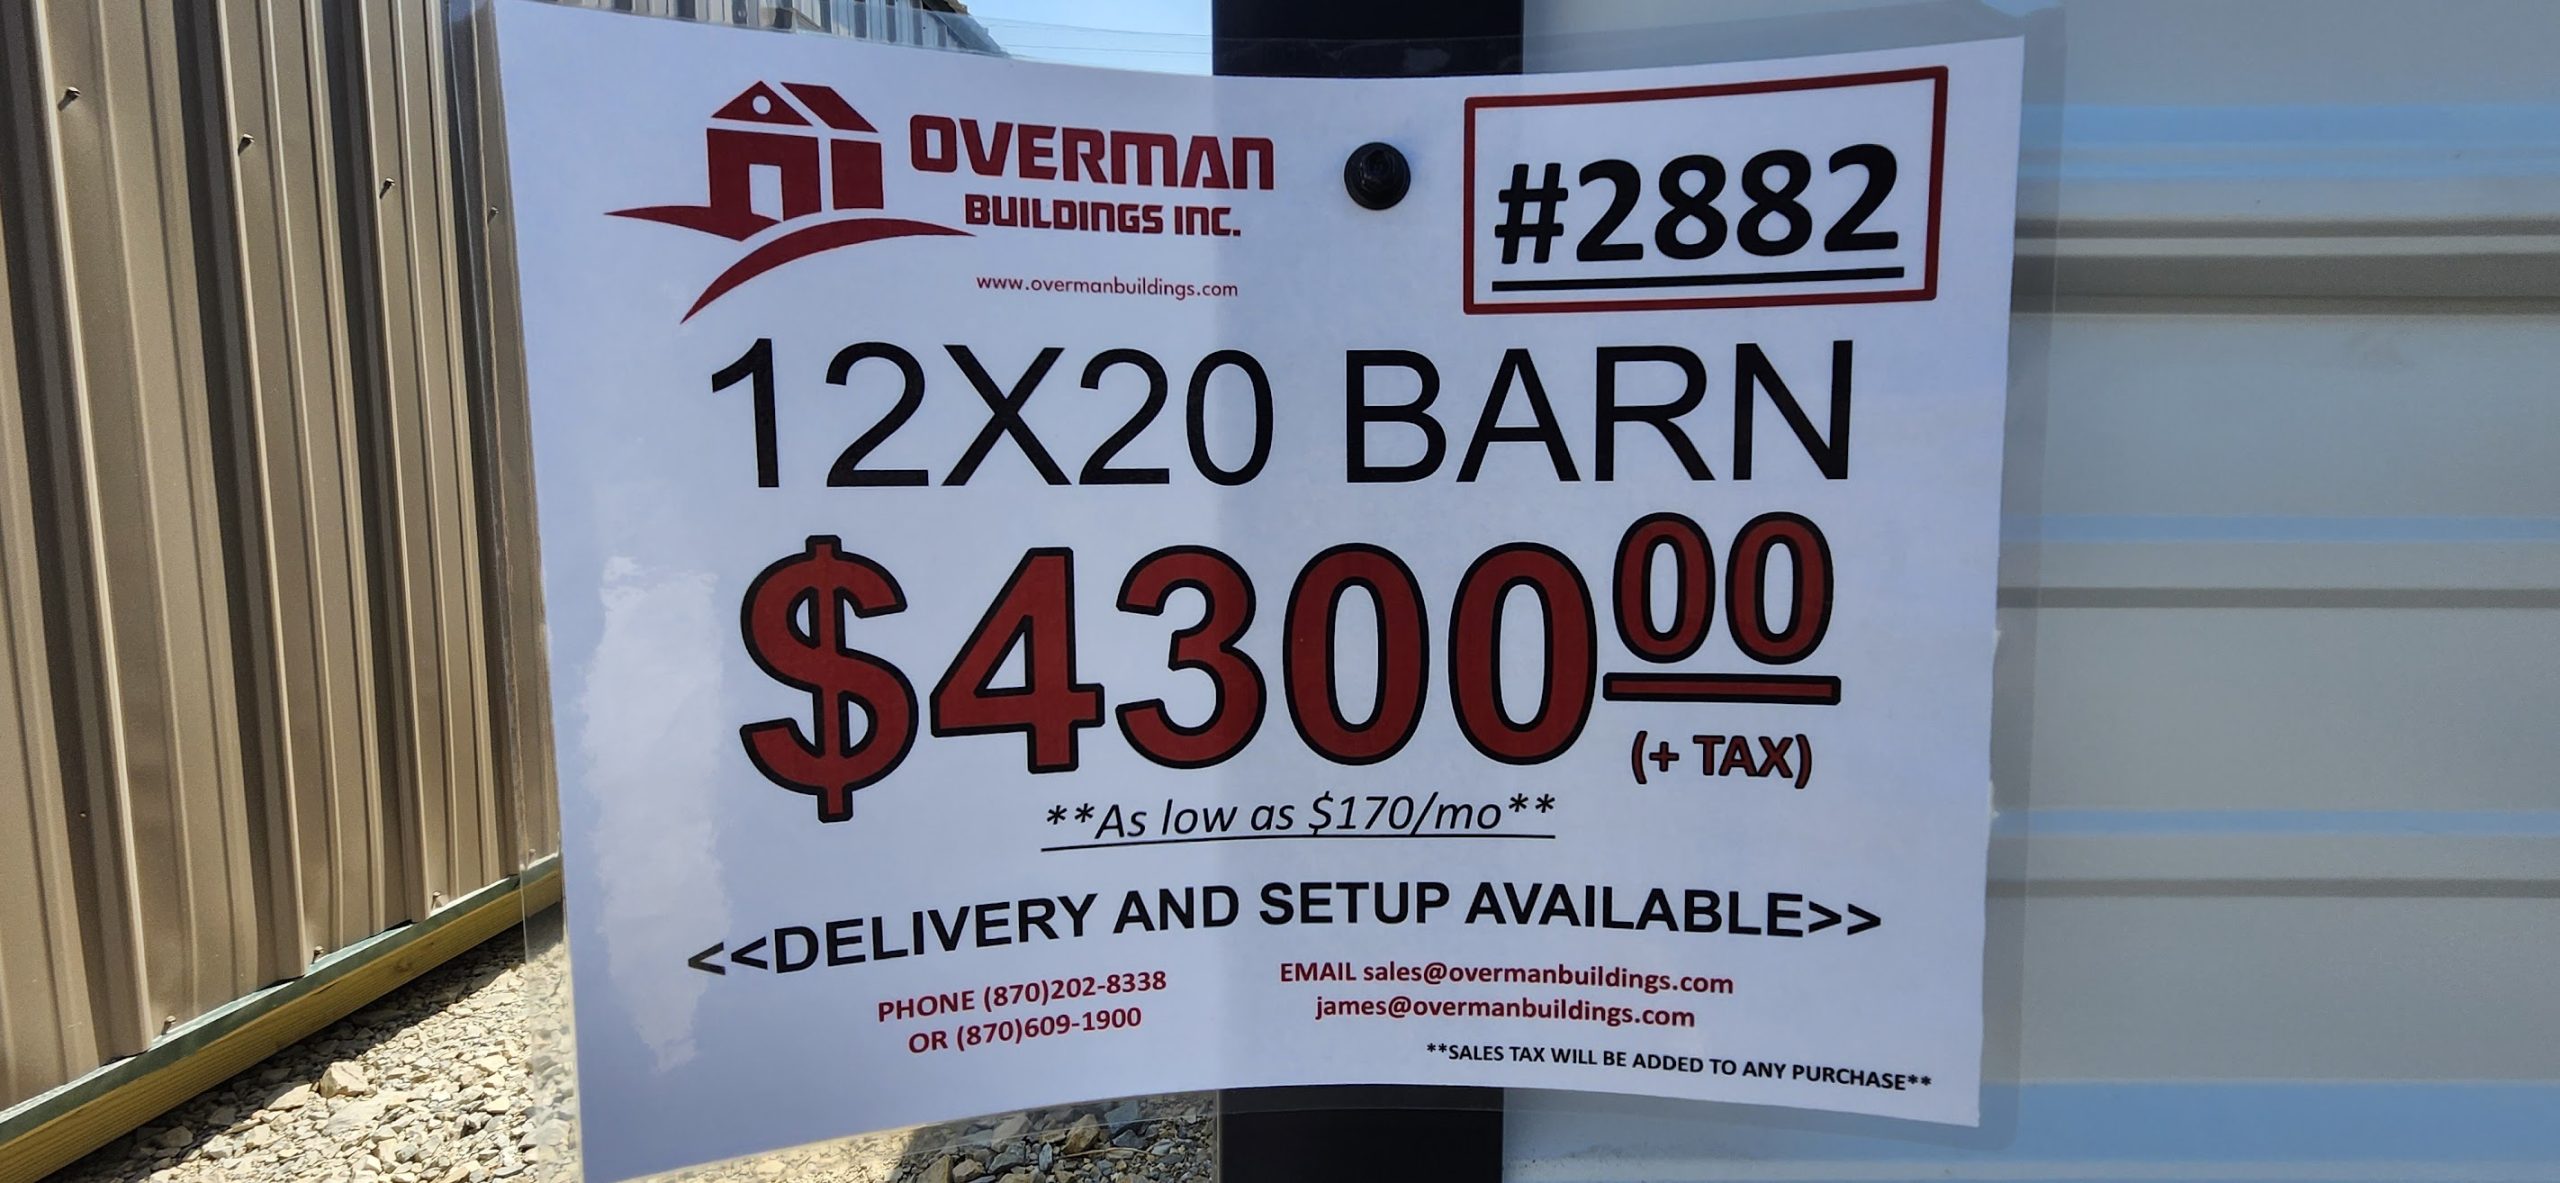 OVERMAN
BUILDINGS INC.
www.overmanbuildings.com
#2882
12X20 BARN
$430000
(+ TAX)
**As low as $170/mo**
<<DELIVERY AND SETUP AVAILABLE>>
PHONE (870)202-8338
OR (870)609-1900
EMAIL sales@overmanbuildings.com
james@overmanbuildings.com
**SALES TAX WILL BE ADDED TO ANY PURCHASE**